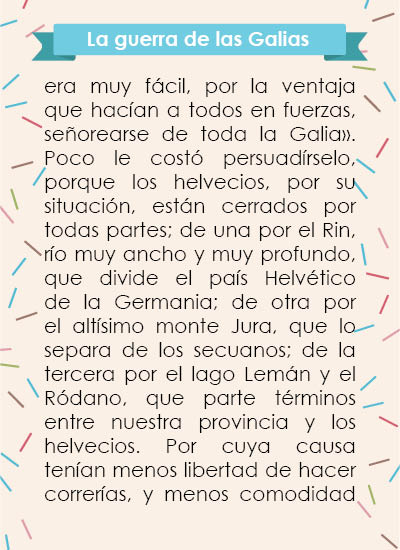 La guerra de las Galias
era muy fácil, por la ventaja
que hacían a todos en fuerzas,
señorearse de toda la Galia».
Poco le costó persuadírselo,
porque los helvecios, por su
situación, están cerrados por
todas partes; de una por el Rin,
río muy ancho y muy profundo,
que divide el país Helvético
de la Germania; de otra por
el altísimo monte Jura, que lo
separa de los secuanos; de la
tercera por el lago Lemán y el
Ródano, que parte términos
entre nuestra provincia y los
helvecios. Por cuya causa
tenían menos libertad de hacer
correrías, y menos comodidad